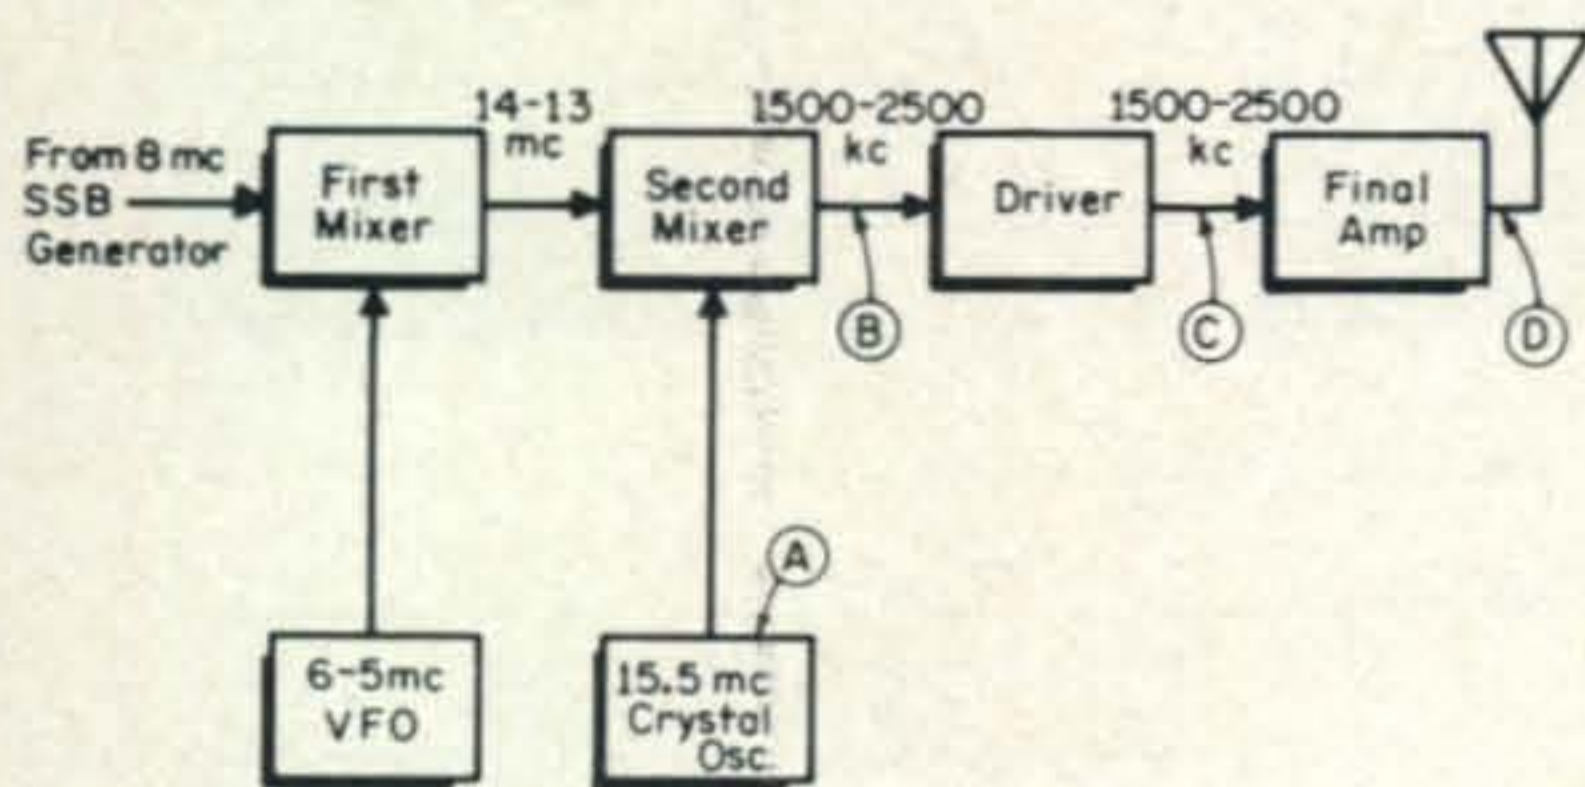 From 8 mc
SSB
Generator
First
Mixer
14-13
mc
Second
Mixer
1500-2500
kc
Driver
1500-2500
kc
Final
Amp
B
C
D
A
6-5mc
VFO
15.5 mc
Crystal
Osc.